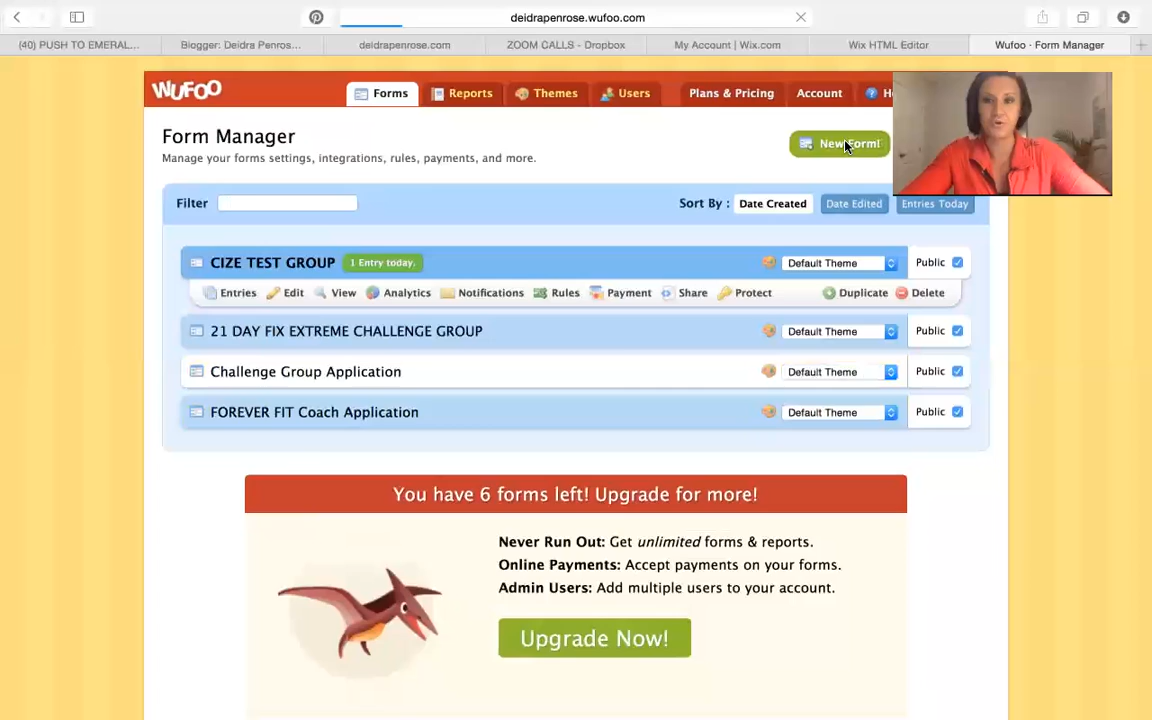 deidrapenrose.wufoo.com
(40) PUSH TO EMERAL... Blogger: Deidra Penros... deidrapenrose.com ZOOM CALLS - Dropbox My Account | Wix.com Wix HTML Editor Wufoo · Form Manager
WUFOO Forms Reports Themes Users Plans & Pricing Account
Form Manager
New Form!
Manage your forms settings, integrations, rules, payments, and more.
Filter Sort By : Date Created Date Edited Entries Today
CIZE TEST GROUP 1 Entry today. Default Theme Public
Entries Edit View Analytics Notifications Rules Payment Share Protect Duplicate Delete
21 DAY FIX EXTREME CHALLENGE GROUP Default Theme Public
Challenge Group Application Default Theme Public
FOREVER FIT Coach Application Default Theme Public
You have 6 forms left! Upgrade for more!
Never Run Out: Get unlimited forms & reports.
Online Payments: Accept payments on your forms.
Admin Users: Add multiple users to your account.
Upgrade Now!